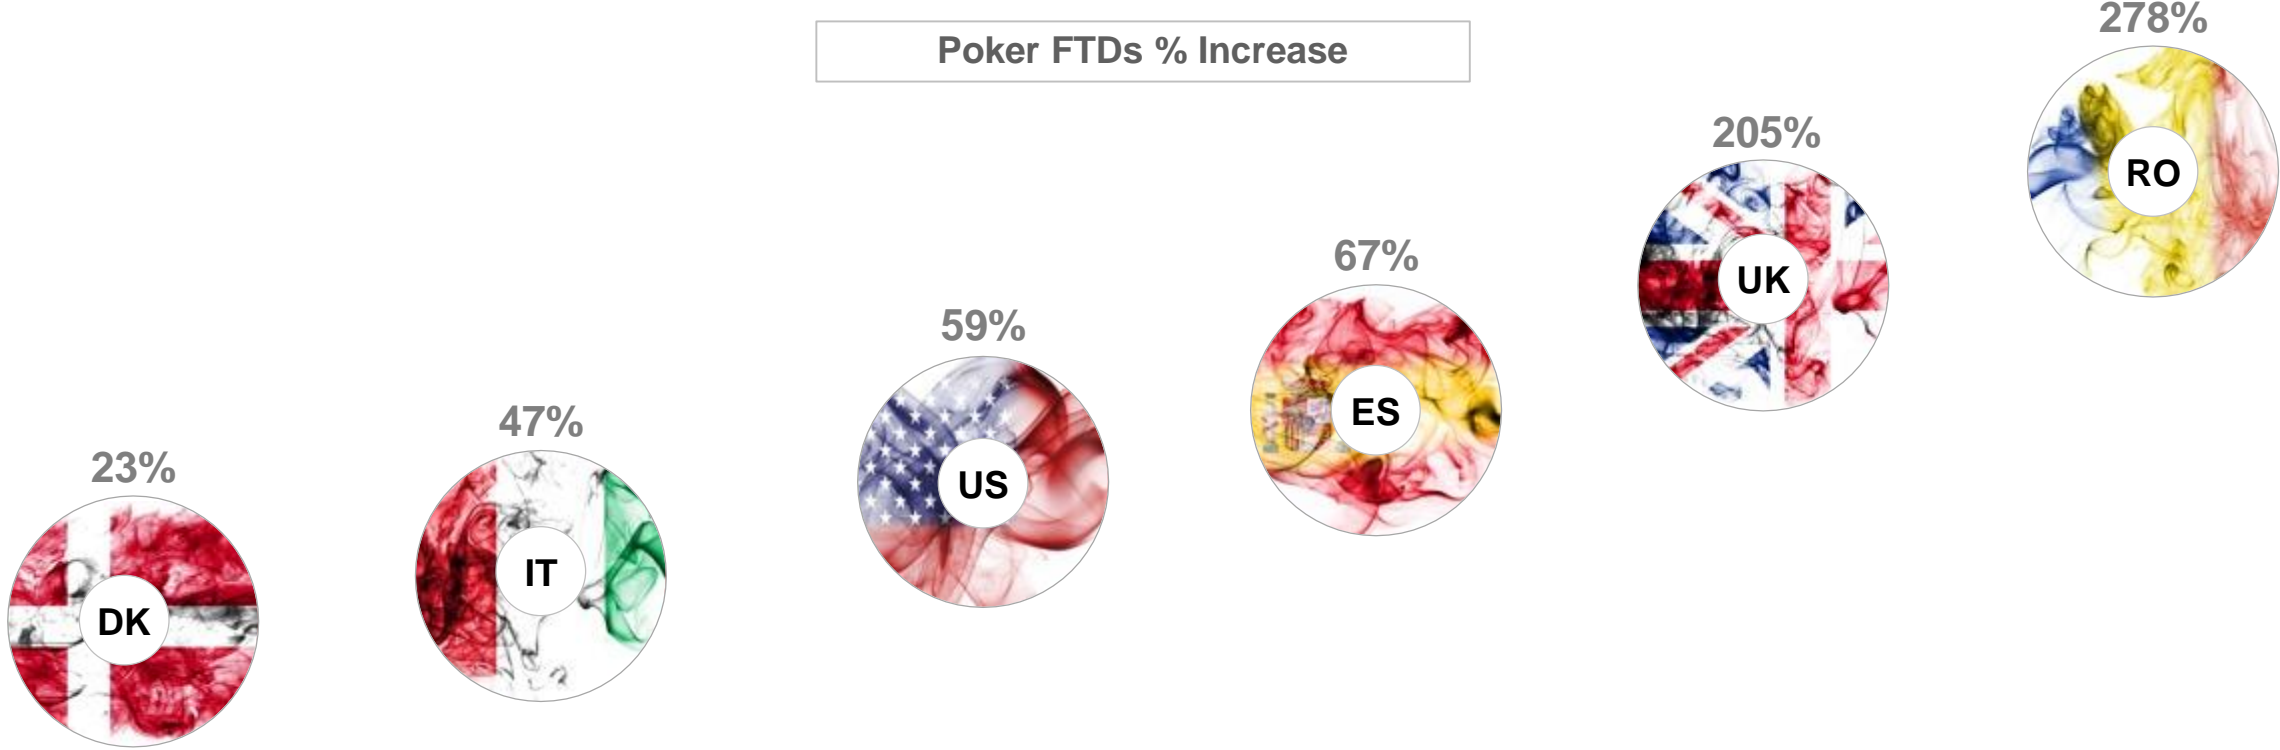 Poker FTDs % Increase
23%
DK
47%
IT
59%
US
67%
ES
205%
UK
278%
RO